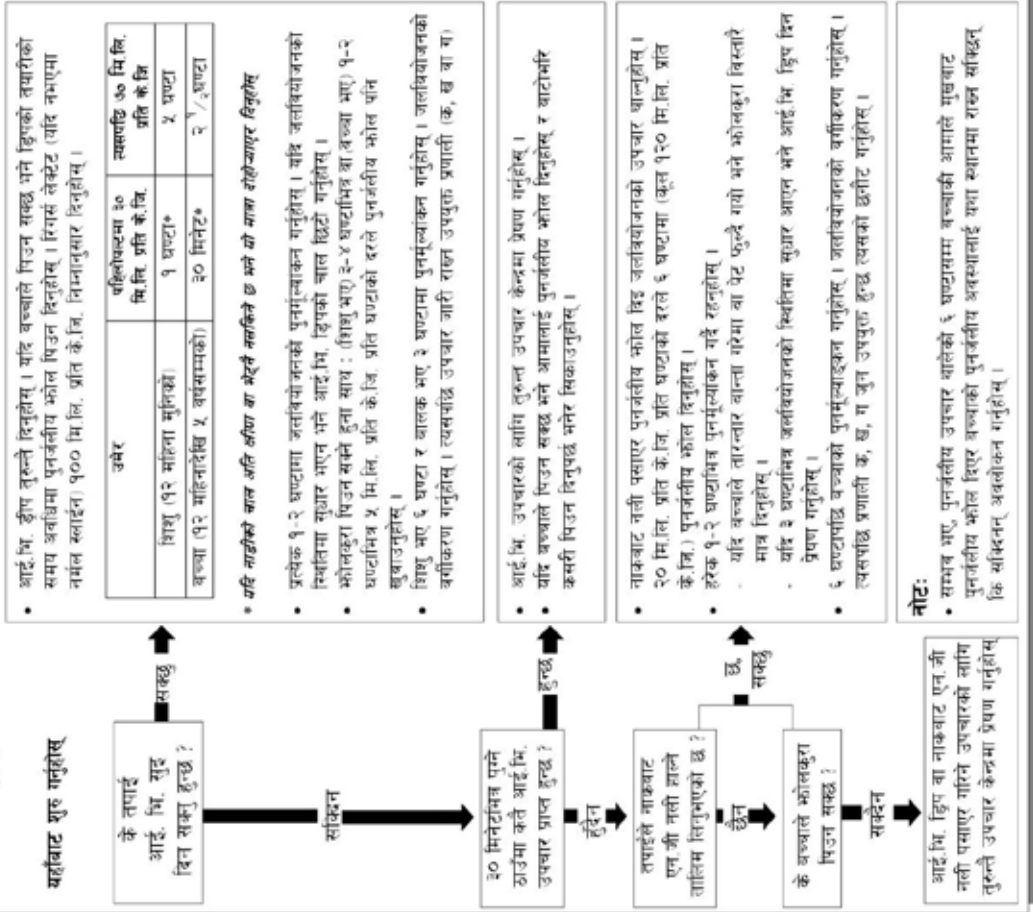 यहाँबाट शुरु गर्नुहोस्
के तपाई
आई. भि. सुइ
दिन सक्नु हुन्छ ?
सक्छु
• आई.भि. ड्रीप तुरुन्तै दिनुहोस् । यदि बच्चाले पिउन सक्छ भने ड्रिपको तयारीको
समय अवधिमा पुनर्जलीय झोल पिउन दिनुहोस् । रिंगर्स लेक्टेट (यदि नभएमा
नर्मल स्लाईन) १०० मि.लि. प्रति के.जि. निम्नानुसार दिनुहोस् ।
उमेर
पहिलोपल्टमा ३०
मि.लि. प्रति के.जि.
त्यसपछि ७० मि.लि.
प्रति के.जि
शिशु (१२ महिना मुनिका)
१ घण्टा*
५ घण्टा
बच्चा (१२ महिनादेखि ५ वर्षसम्मको)
३० मिनेट*
२ १/२घण्टा
* यदि नाडीको चाल अति क्षीण वा भेट्नै नसकिने छ भने यो मात्रा दोहोऱ्याएर दिनुहोस्
• प्रत्येक १-२ घण्टामा जलवियोजनको पुनर्मूल्यांकन गर्नुहोस् । यदि जलवियोजनको
स्थितिमा सुधार भएन भने आई.भि. ड्रिपको चाल छिटो गर्नुहोस् ।
• झोलकुरा पिउन सक्ने हुना साथ : (शिशु भए) ३-४ घण्टाभित्र वा बच्चा भए) १-२
घण्टाभित्र ५ मि.लि. प्रति के.जि. प्रति घण्टाको दरले पुनर्जलीय झोल पनि
खुवाउनुहोस् ।
• शिशु भए ६ घण्टा र बालक भए ३ घण्टामा पुनर्मूल्यांकन गर्नुहोस् । जलवियोजनको
वर्गीकरण गर्नुहोस् । त्यसपछि उपचार जारी राख्न उपयुक्त प्रणाली (क, ख वा ग)
सक्दिन
३० मिनेटभित्र पुग्ने
ठाउँमा कतै आई.भि.
उपचार प्राप्त हुन्छ ?
हुन्छ
• आई.भि. उपचारको लागि तुरुन्त उपचार केन्द्रमा प्रेषण गर्नुहोस् ।
• यदि बच्चाले पिउन सक्छ भने आमालाई पुनर्जलीय झोल दिनुहोस् र बाटोभरि
कसरी पिउन दिनुपर्छ भनेर सिकाउनुहोस् ।
हुँदैन
तपाईले नाकबाट
एन.जी नली हाल्ने
तालिम लिनुभएको छ ?
छैन
के बच्चाले झोलकुरा
पिउन सक्छ ?
छ,
सक्छ
• नाकबाट नली पसाएर पुनर्जलीय झोल दिइ जलवियोजनको उपचार थाल्नुहोस् ।
२० मि.लि. प्रति के.जि. प्रति घण्टाको दरले ६ घण्टामा (कुल १२० मि.लि. प्रति
के.जि.) पुनर्जलीय झोल दिनुहोस् ।
• हरेक १-२ घण्टाभित्र पुनर्मूल्यांकन गर्दै रहनुहोस् ।
- यदि बच्चाले तारन्तार बान्ता गरेमा वा पेट फुल्दै गयो भने झोलकुरा बिस्तारै
मात्र दिनुहोस् ।
- यदि ३ घण्टाभित्र जलवियोजनको स्थितिमा सुधार आएन भने आई.भि. ड्रिप दिन
प्रेषण गर्नुहोस् ।
• ६ घण्टापछि बच्चाको पुनर्मूल्याङ्कन गर्नुहोस् । जलवियोजनको वर्गीकरण गर्नुहोस् ।
त्यसपछि प्रणाली क, ख, ग जुन उपयुक्त हुन्छ त्यसको छनौट गर्नुहोस् ।
सक्दैन
आई.भि. ड्रिप वा नाकबाट एन.जी
नली पसाएर गरिने उपचारको लागि
तुरुन्तै उपचार केन्द्रमा प्रेषण गर्नुहोस्
नोट:
• सम्भव भए पुनर्जलीय उपचार थालेको ६ घण्टासम्म बच्चाकी आमाले मुखबाट
पुनर्जलीय झोल दिएर बच्चाको पुनर्जलीय अवस्थालाई यथा स्थानमा राख्न सक्छिन्
कि सक्दिनन् अवलोकन गर्नुहोस् ।